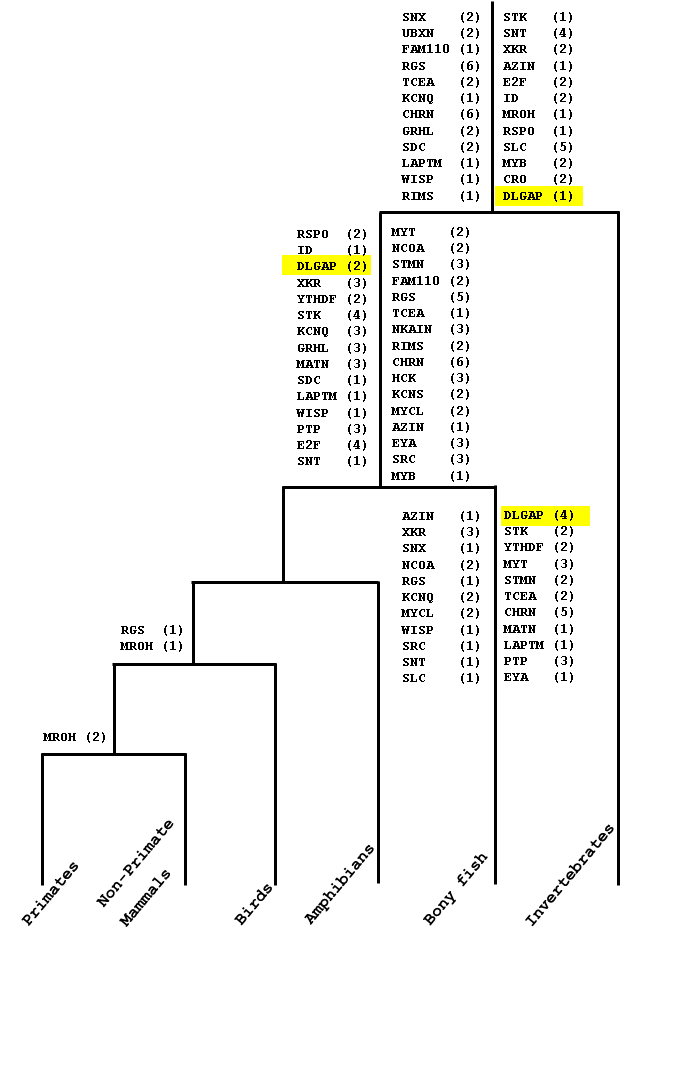 SNX (2) STK (1)
UBXN (2) SNT (4)
FAM110 (1) XKR (2)
RGS (6) AZIN (1)
TCEA (2) E2F (2)
KCNQ (1) ID (2)
CHRN (6) MROH (1)
GRHL (2) RSPO (1)
SDC (2) SLC (5)
LAPTM (1) MYB (2)
WISP (1) CRO (2)
RIMS (1) DLGAP (1)
RSPO (2) MYT (2)
ID (1) NCOA (2)
DLGAP (2) STMN (3)
XKR (3) FAM110 (2)
YTHDF (2) RGS (5)
STK (4) TCEA (1)
KCNQ (3) NKAIN (3)
GRHL (3) RIMS (2)
MATN (3) CHRN (6)
SDC (1) HCK (3)
LAPTM (1) KCNS (2)
WISP (1) MYCL (2)
PTP (3) AZIN (1)
E2F (4) EYA (3)
SNT (1) SRC (3)
MYB (1)
AZIN (1) DLGAP (4)
XKR (3) STK (2)
SNX (1) YTHDF (2)
NCOA (2) MYT (3)
RGS (1) STMN (2)
KCNQ (2) TCEA (2)
MYCL (2) CHRN (5)
WISP (1) MATN (1)
SRC (1) LAPTM (1)
SNT (1) PTP (3)
SLC (1) EYA (1)
RGS (1)
MROH (1)
MROH (2)
Primates
Non-Primate
Mammals
Birds
Amphibians
Bony fish
Invertebrates